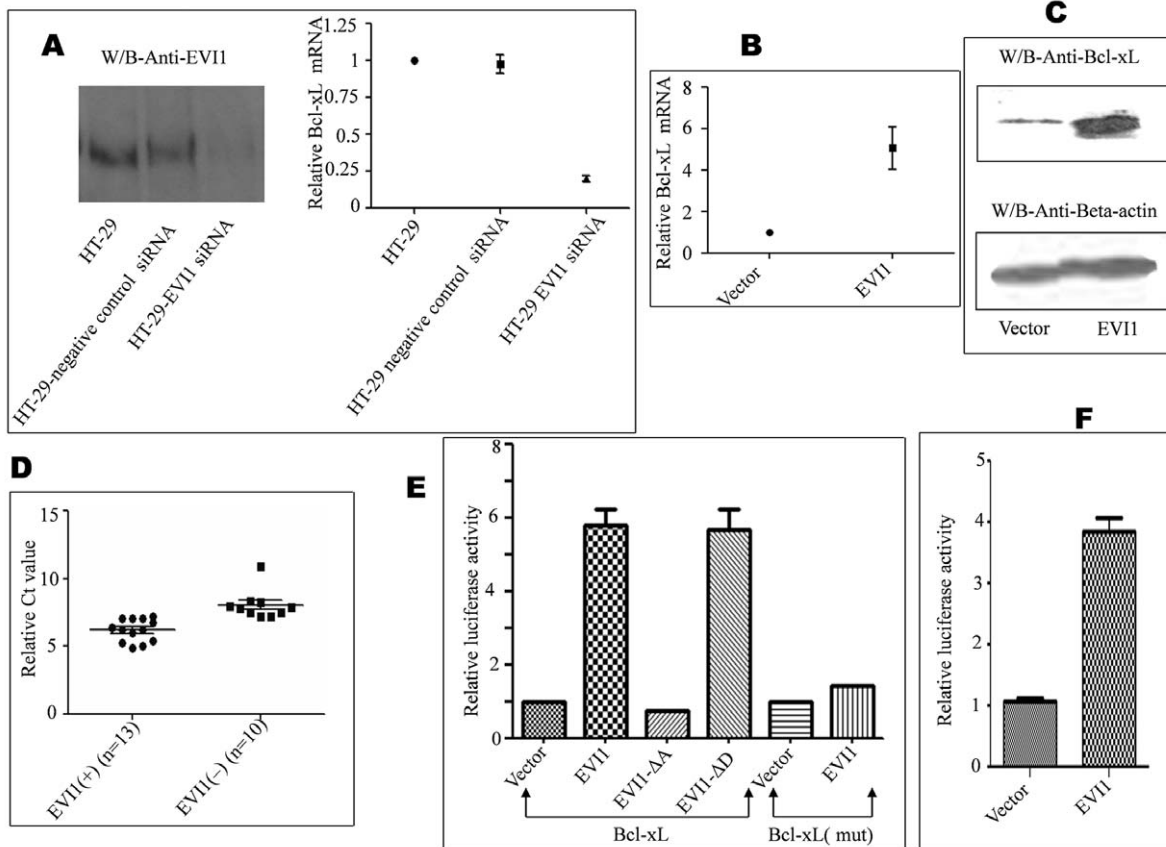 A
W/B-Anti-EVI1
HT-29
HT-29-negative control siRNA
HT-29-EVI1 siRNA
Relative Bcl-xL mRNA
1.25
1
0.75
0.5
0.25
0
HT-29
HT-29 negative control siRNA
HT-29 EVI1 siRNA
B
Relative Bcl-xL mRNA
8
6
4
2
0
Vector
EVI1
C
W/B-Anti-Bcl-xL
W/B-Anti-Beta-actin
Vector EVI1
D
Relative Ct value
15
10
5
0
EVI1(+) (n=13)
EVI1(−) (n=10)
E
Relative luciferase activity
8
6
4
2
0
Vector
EVI1
EVI1-ΔA
EVI1-ΔD
Vector
EVI1
Bcl-xL
Bcl-xL( mut)
F
Relative luciferase activity
5
4
3
2
1
0
Vector
EVI1